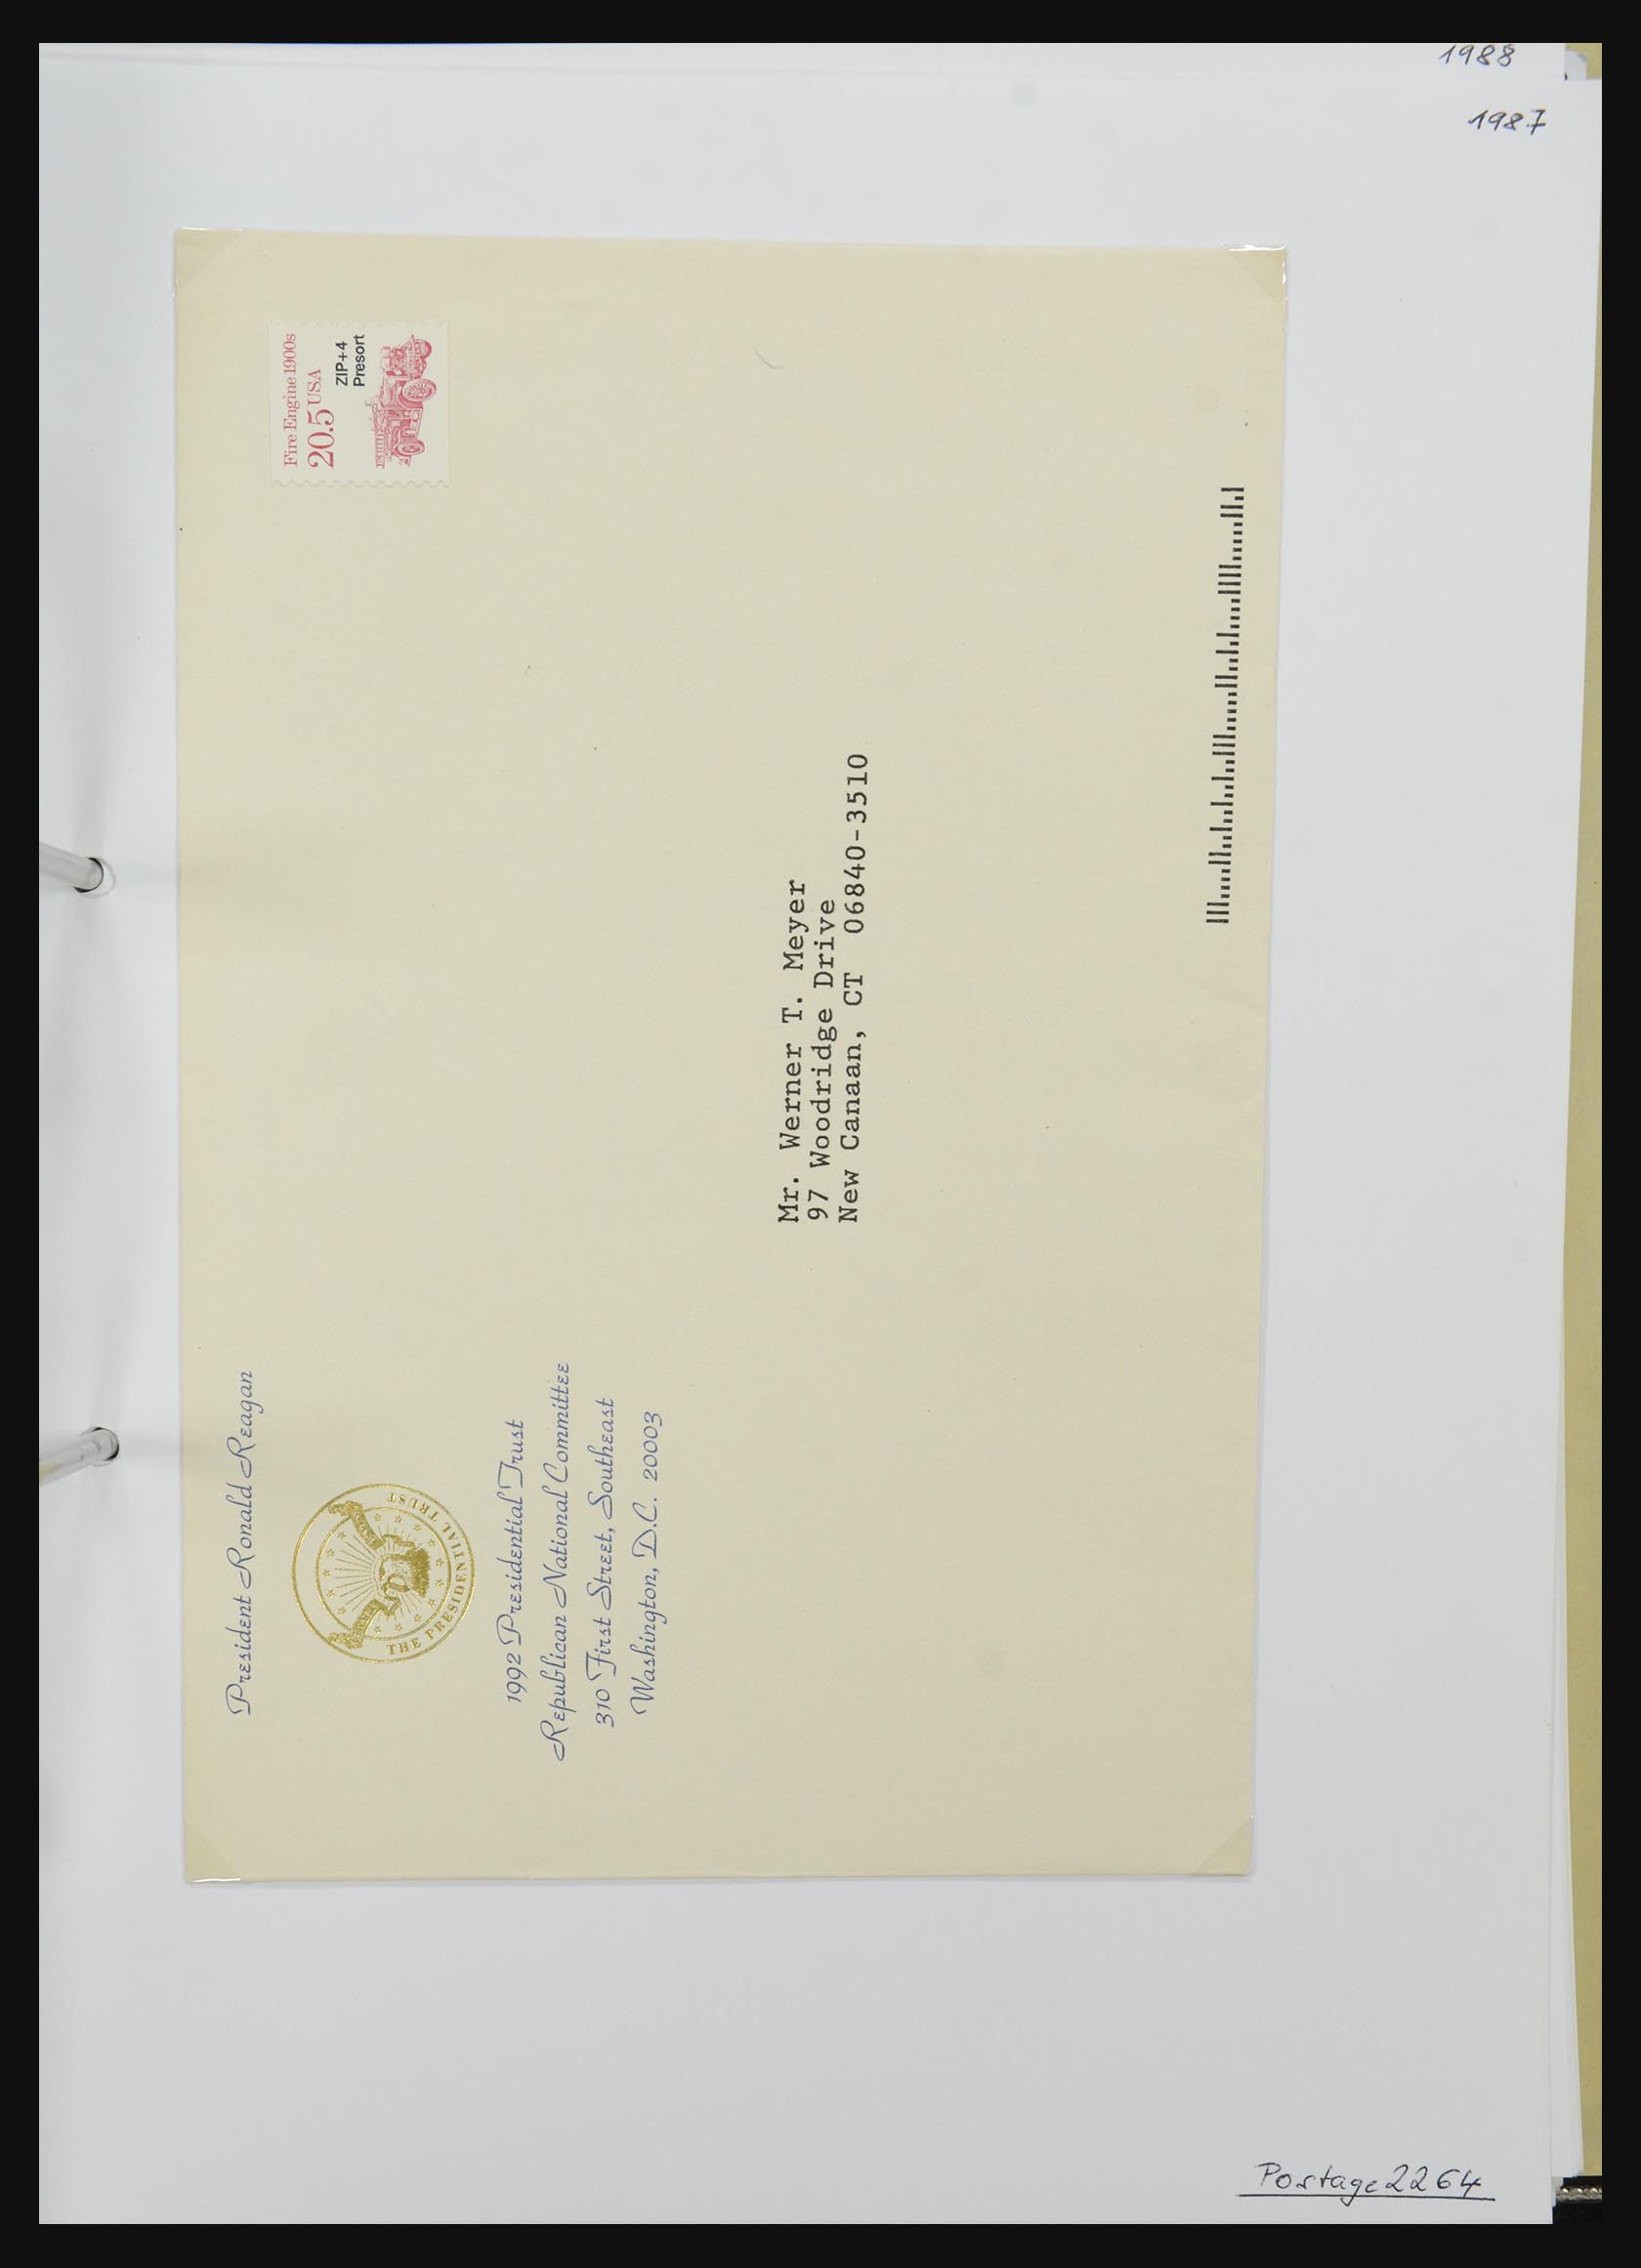 1988
1987
President Ronald Reagan
THE PRESIDENTIAL TRUST
1992 Presidential Trust
Republican National Committee
310 First Street, Southeast
Washington, D.C. 20003
Fire Engine 1900s
20.5 USA
ZIP+4
Presort
Mr. Werner T. Meyer
97 Woodridge Drive
New Canaan, CT 06840-3510
Postage 2264